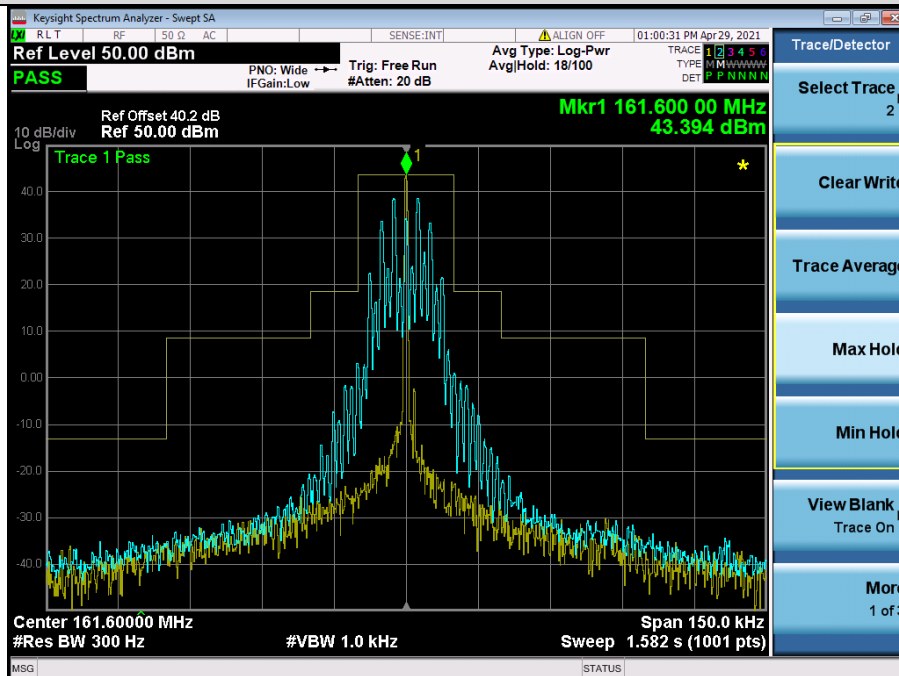 Keysight Spectrum Analyzer - Swept SA
LXI RLT RF 50 Ω AC SENSE:INT ALIGN OFF 01:00:31 PM Apr 29, 2021
Ref Level 50.00 dBm
PASS
PNO: Wide
IFGain:Low
Trig: Free Run
#Atten: 20 dB
Avg Type: Log-Pwr
Avg|Hold: 18/100
TRACE 1 2 3 4 5 6
TYPE M M W W W W
DET P P N N N N
Mkr1 161.600 00 MHz
43.394 dBm
Ref Offset 40.2 dB
10 dB/div Ref 50.00 dBm
Log
Trace 1 Pass
1
*
40.0
30.0
20.0
10.0
0.00
-10.0
-20.0
-30.0
-40.0
Center 161.60000 MHz
Span 150.0 kHz
#Res BW 300 Hz
#VBW 1.0 kHz
Sweep 1.582 s (1001 pts)
MSG
STATUS
Trace/Detector
Select Trace
2
Clear Write
Trace Average
Max Hold
Min Hold
View Blank
Trace On
More
1 of 3